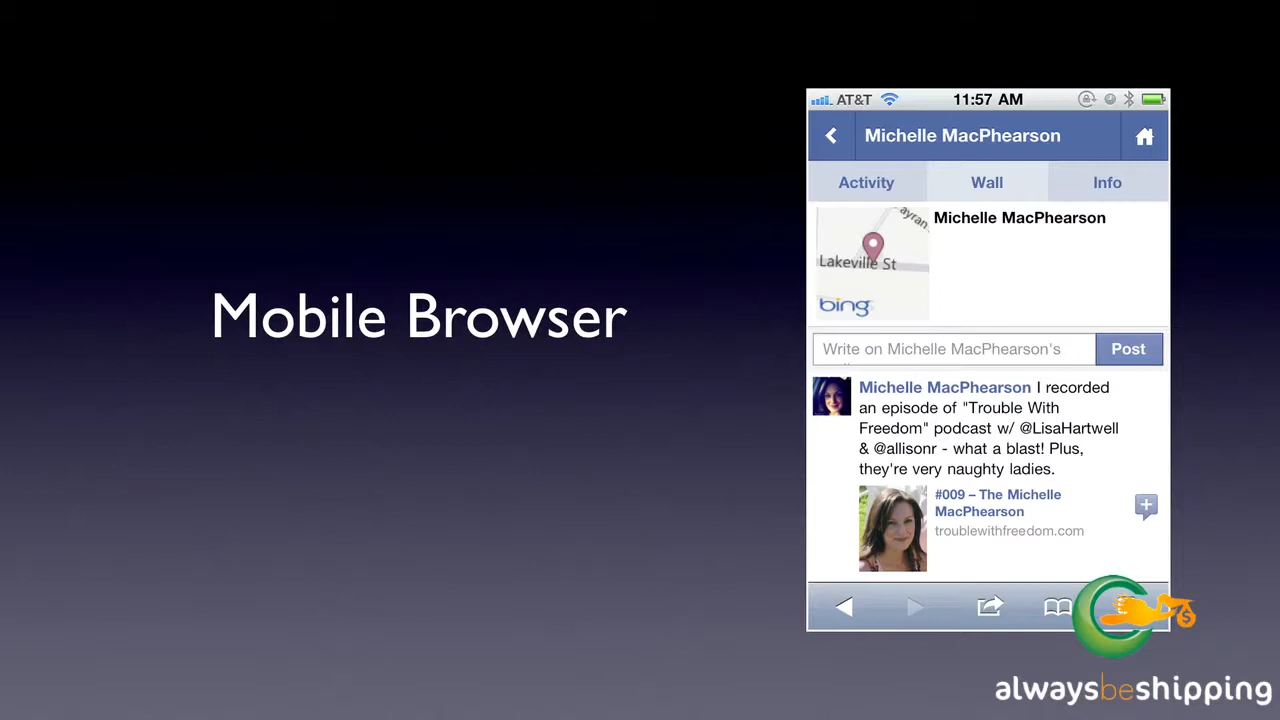 Mobile Browser
AT&T 11:57 AM
Michelle MacPhearson
Activity Wall Info
Michelle MacPhearson
Lakeville St
bing
Write on Michelle MacPhearson's
Post
Michelle MacPhearson I recorded
an episode of "Trouble With
Freedom" podcast w/ @LisaHartwell
& @allisonr - what a blast! Plus,
they're very naughty ladies.
#009 – The Michelle
MacPhearson
troublewithfreedom.com
$
alwaysbeshipping